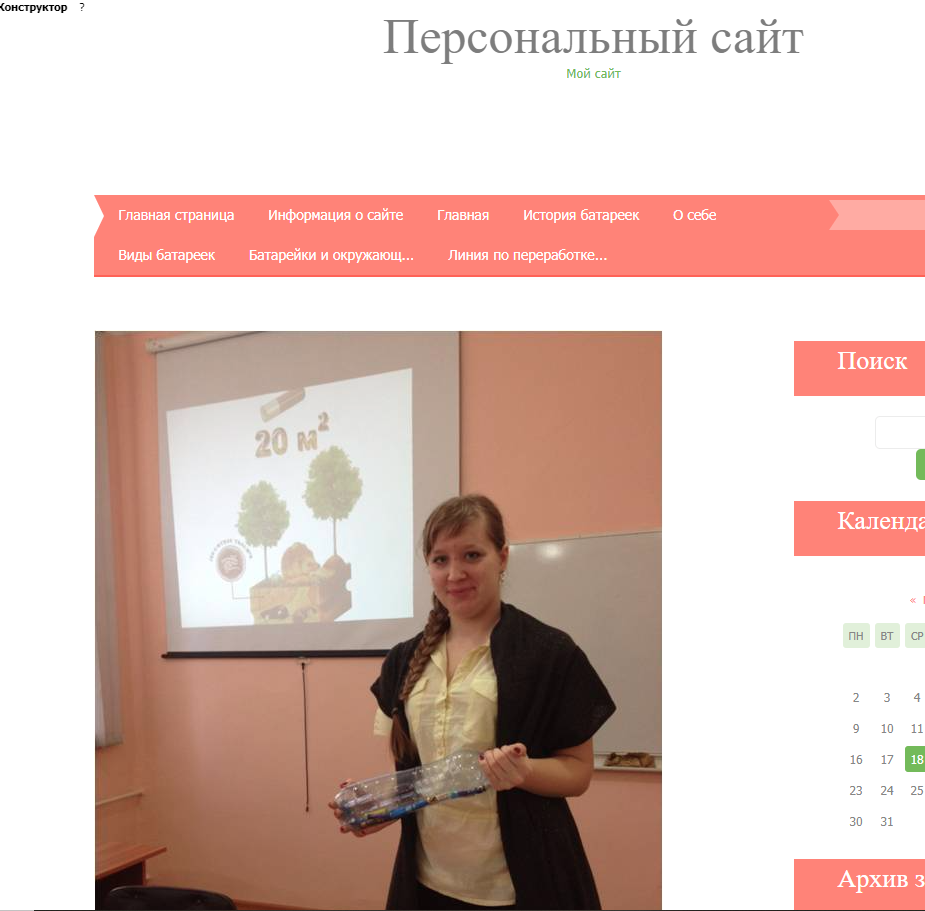 Конструктор ?
Персональный сайт
Мой сайт
Главная страница Информация о сайте Главная История батареек О себе
Виды батареек Батарейки и окружающ... Линия по переработке...
20 м²
Поиск
Календа
«
ПН ВТ СР
2 3 4
9 10 11
16 17 18
23 24 25
30 31
Архив з